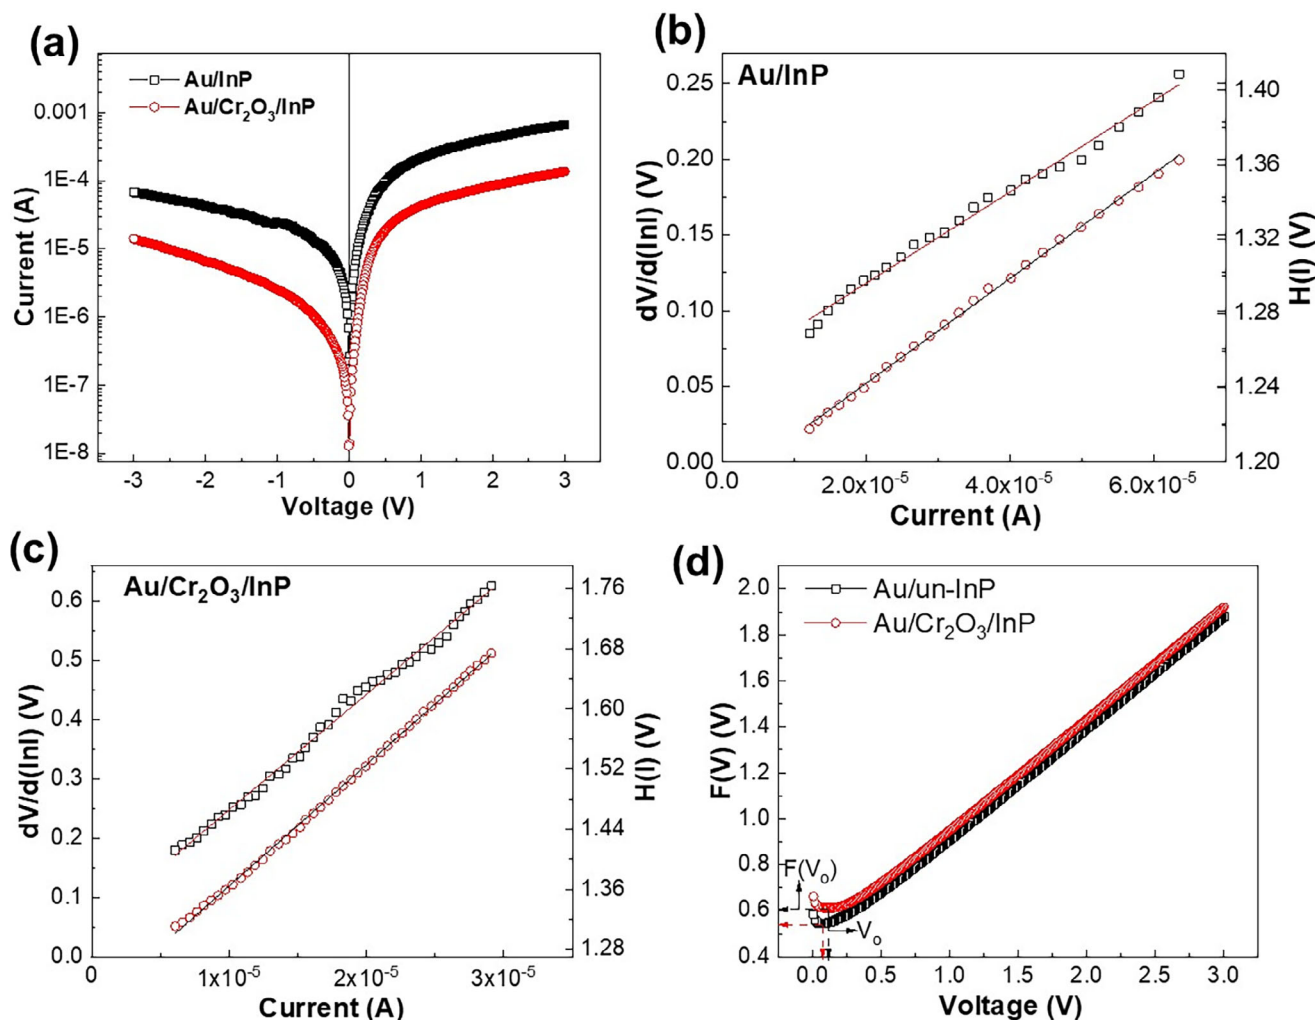 (a)
Au/InP
Au/Cr₂O₃/InP
0.001
1E-4
1E-5
1E-6
1E-7
1E-8
Current (A)
-3 -2 -1 0 1 2 3
Voltage (V)
(b)
Au/InP
0.25
0.20
0.15
0.10
0.05
0.00
dV/d(lnI) (V)
1.40
1.36
1.32
1.28
1.24
1.20
H(I) (V)
0.0 2.0x10⁻⁵ 4.0x10⁻⁵ 6.0x10⁻⁵
Current (A)
(c)
Au/Cr₂O₃/InP
0.6
0.5
0.4
0.3
0.2
0.1
0.0
dV/d(lnI) (V)
1.76
1.68
1.60
1.52
1.44
1.36
1.28
H(I) (V)
0 1x10⁻⁵ 2x10⁻⁵ 3x10⁻⁵
Current (A)
(d)
Au/un-InP
Au/Cr₂O₃/InP
2.0
1.8
1.6
1.4
1.2
1.0
0.8
0.6
0.4
F(V) (V)
F(Vₒ)
Vₒ
0.0 0.5 1.0 1.5 2.0 2.5 3.0
Voltage (V)